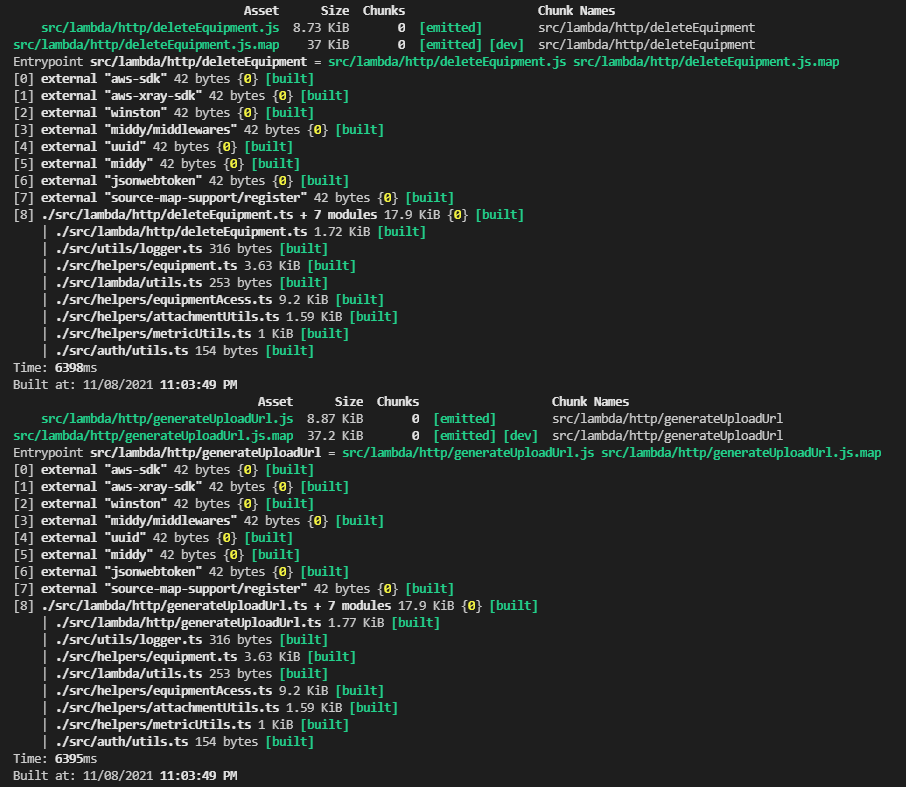 Asset Size Chunks Chunk Names
src/lambda/http/deleteEquipment.js 8.73 KiB 0 [emitted] src/lambda/http/deleteEquipment
src/lambda/http/deleteEquipment.js.map 37 KiB 0 [emitted] [dev] src/lambda/http/deleteEquipment
Entrypoint src/lambda/http/deleteEquipment = src/lambda/http/deleteEquipment.js src/lambda/http/deleteEquipment.js.map
[0] external "aws-sdk" 42 bytes {0} [built]
[1] external "aws-xray-sdk" 42 bytes {0} [built]
[2] external "winston" 42 bytes {0} [built]
[3] external "middy/middlewares" 42 bytes {0} [built]
[4] external "uuid" 42 bytes {0} [built]
[5] external "middy" 42 bytes {0} [built]
[6] external "jsonwebtoken" 42 bytes {0} [built]
[7] external "source-map-support/register" 42 bytes {0} [built]
[8] ./src/lambda/http/deleteEquipment.ts + 7 modules 17.9 KiB {0} [built]
| ./src/lambda/http/deleteEquipment.ts 1.72 KiB [built]
| ./src/utils/logger.ts 316 bytes [built]
| ./src/helpers/equipment.ts 3.63 KiB [built]
| ./src/lambda/utils.ts 253 bytes [built]
| ./src/helpers/equipmentAcess.ts 9.2 KiB [built]
| ./src/helpers/attachmentUtils.ts 1.59 KiB [built]
| ./src/helpers/metricUtils.ts 1 KiB [built]
| ./src/auth/utils.ts 154 bytes [built]
Time: 6398ms
Built at: 11/08/2021 11:03:49 PM
Asset Size Chunks Chunk Names
src/lambda/http/generateUploadUrl.js 8.87 KiB 0 [emitted] src/lambda/http/generateUploadUrl
src/lambda/http/generateUploadUrl.js.map 37.2 KiB 0 [emitted] [dev] src/lambda/http/generateUploadUrl
Entrypoint src/lambda/http/generateUploadUrl = src/lambda/http/generateUploadUrl.js src/lambda/http/generateUploadUrl.js.map
[0] external "aws-sdk" 42 bytes {0} [built]
[1] external "aws-xray-sdk" 42 bytes {0} [built]
[2] external "winston" 42 bytes {0} [built]
[3] external "middy/middlewares" 42 bytes {0} [built]
[4] external "uuid" 42 bytes {0} [built]
[5] external "middy" 42 bytes {0} [built]
[6] external "jsonwebtoken" 42 bytes {0} [built]
[7] external "source-map-support/register" 42 bytes {0} [built]
[8] ./src/lambda/http/generateUploadUrl.ts + 7 modules 17.9 KiB {0} [built]
| ./src/lambda/http/generateUploadUrl.ts 1.77 KiB [built]
| ./src/utils/logger.ts 316 bytes [built]
| ./src/helpers/equipment.ts 3.63 KiB [built]
| ./src/lambda/utils.ts 253 bytes [built]
| ./src/helpers/equipmentAcess.ts 9.2 KiB [built]
| ./src/helpers/attachmentUtils.ts 1.59 KiB [built]
| ./src/helpers/metricUtils.ts 1 KiB [built]
| ./src/auth/utils.ts 154 bytes [built]
Time: 6395ms
Built at: 11/08/2021 11:03:49 PM